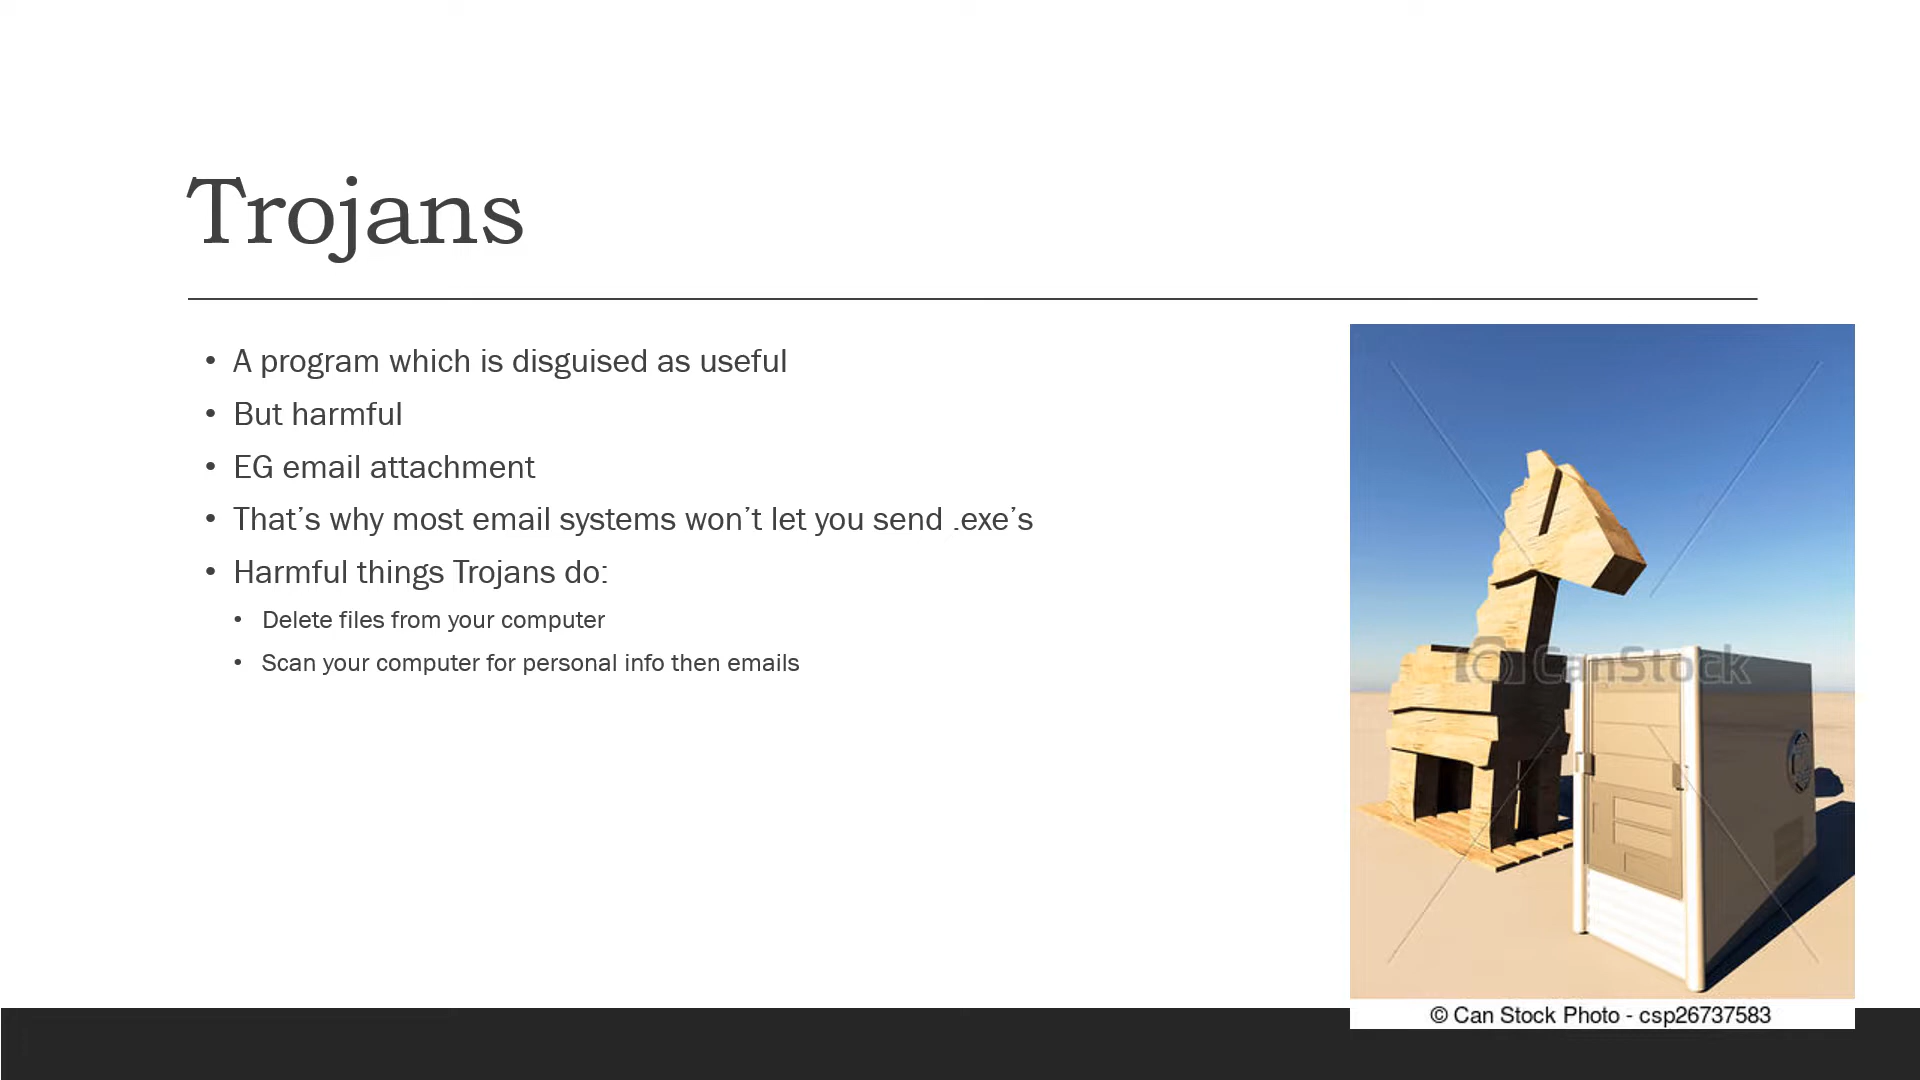 Trojans
• A program which is disguised as useful
• But harmful
• EG email attachment
• That’s why most email systems won’t let you send .exe’s
• Harmful things Trojans do:
• Delete files from your computer
• Scan your computer for personal info then emails
CanStock
© Can Stock Photo - csp26737583